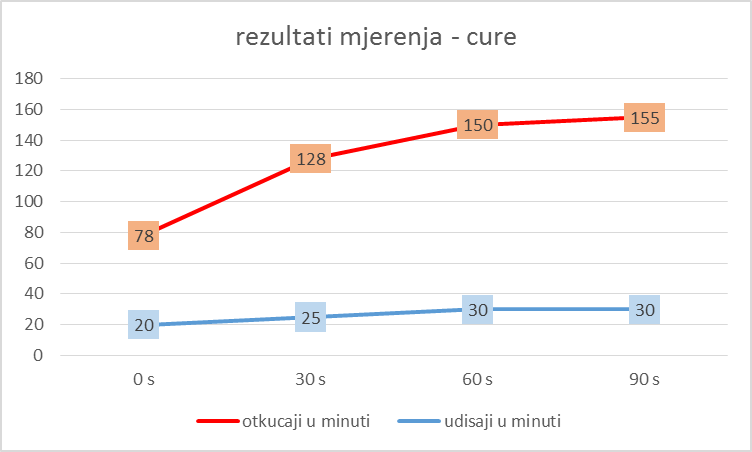 rezultati mjerenja - cure
180
160
140
120
100
80
60
40
20
0
78
128
150
155
20
25
30
30
0 s
30 s
60 s
90 s
otkucaji u minuti
udisaji u minuti